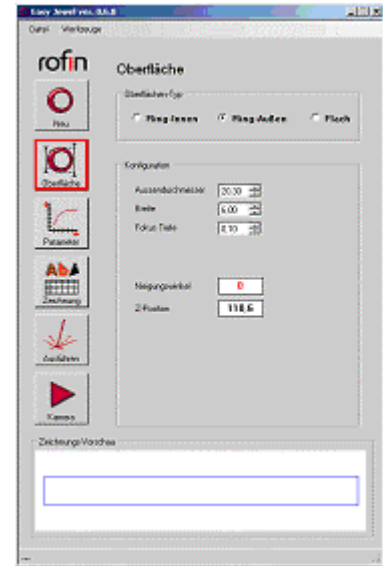 Easy Jewel ver. 0.6.0
Datei Werkzeuge
rofin
Oberfläche
Oberflächen-Typ
Ring-Innen Ring-Außen Flach
Neu
Oberfläche
Konfiguration
Aussendurchmesser 20,30
Breite 6,00
Fokus Tiefe 0,10
Parameter
AbA
Zeichnung
Neigungswinkel 0
Z-Position 118,6
Ausführen
Kamera
Zeichnungs-Vorschau